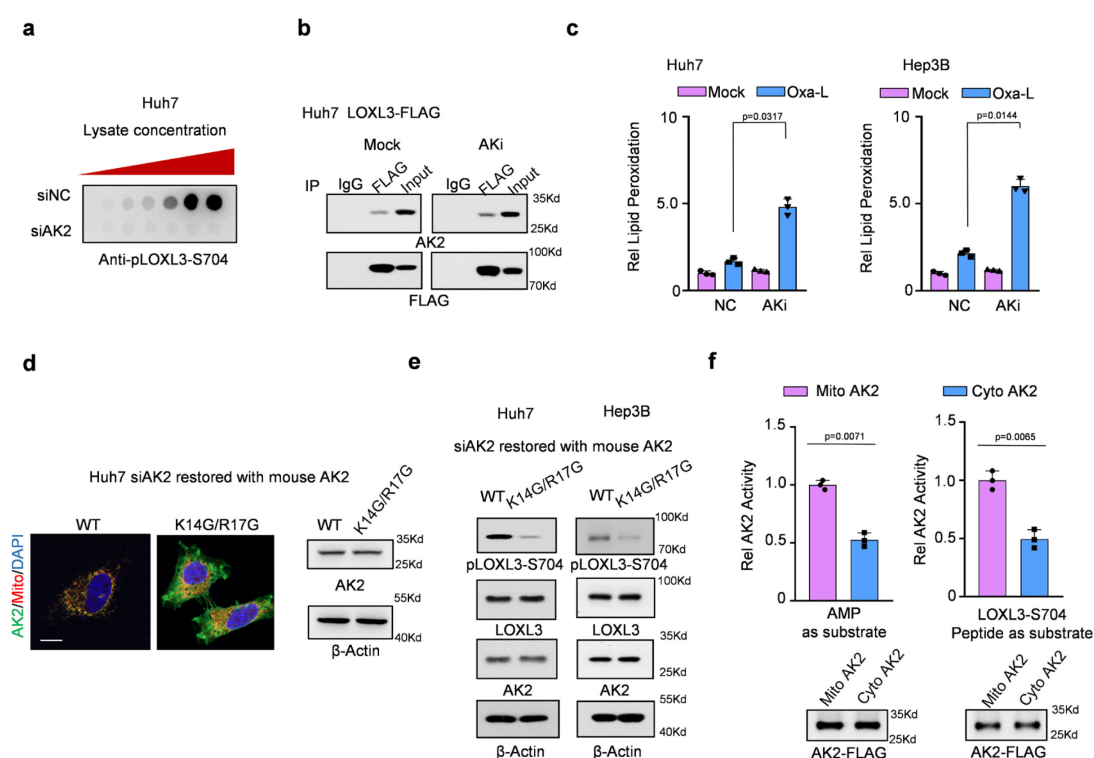 a
Huh7
Lysate concentration
siNC
siAK2
Anti-pLOXL3-S704
b
Huh7 LOXL3-FLAG
Mock
AKi
IP
IgG
FLAG
Input
IgG
FLAG
Input
35Kd
25Kd
AK2
100Kd
70Kd
FLAG
c
Huh7
Mock
Oxa-L
Rel Lipid Peroxidation
10
5.0
0
p=0.0317
NC
AKi
Hep3B
Mock
Oxa-L
Rel Lipid Peroxidation
10
5.0
0
p=0.0144
NC
AKi
d
Huh7 siAK2 restored with mouse AK2
WT
K14G/R17G
AK2/Mito/DAPI
WT
K14G/R17G
35Kd
25Kd
AK2
55Kd
40Kd
β-Actin
e
Huh7
Hep3B
siAK2 restored with mouse AK2
WT
K14G/R17G
WT
K14G/R17G
100Kd
70Kd
pLOXL3-S704
pLOXL3-S704
100Kd
LOXL3
LOXL3
35Kd
25Kd
AK2
AK2
55Kd
40Kd
β-Actin
β-Actin
f
Mito AK2
Cyto AK2
Rel AK2 Activity
1.5
1.0
0.5
0
p=0.0071
AMP
as substrate
Rel AK2 Activity
1.5
1.0
0.5
0
p=0.0065
LOXL3-S704
Peptide as substrate
Mito AK2
Cyto AK2
35Kd
25Kd
AK2-FLAG
Mito AK2
Cyto AK2
35Kd
25Kd
AK2-FLAG